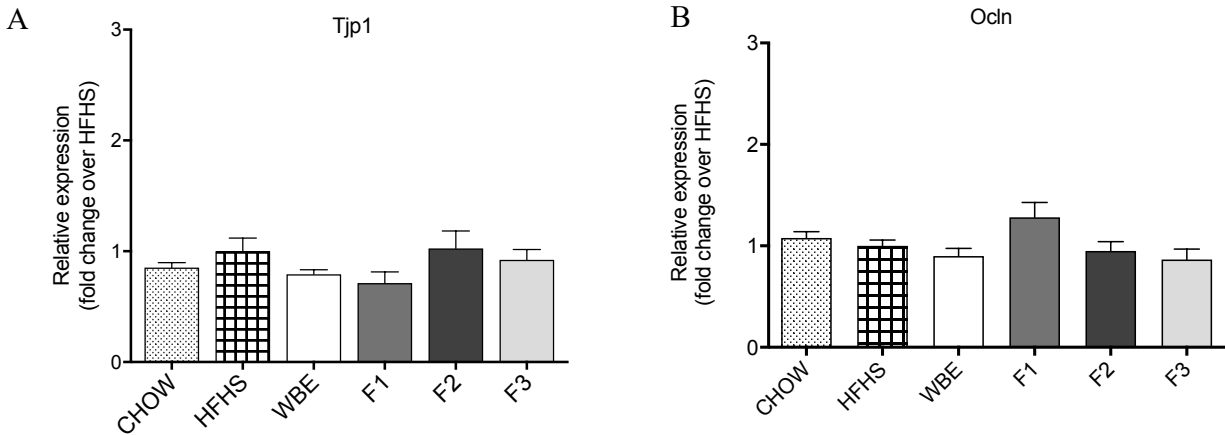 A
Tjp1
Relative expression
(fold change over HFHS)
3
2
1
0
CHOW
HFHS
WBE
F1
F2
F3
B
Ocln
Relative expression
(fold change over HFHS)
3
2
1
0
CHOW
HFHS
WBE
F1
F2
F3